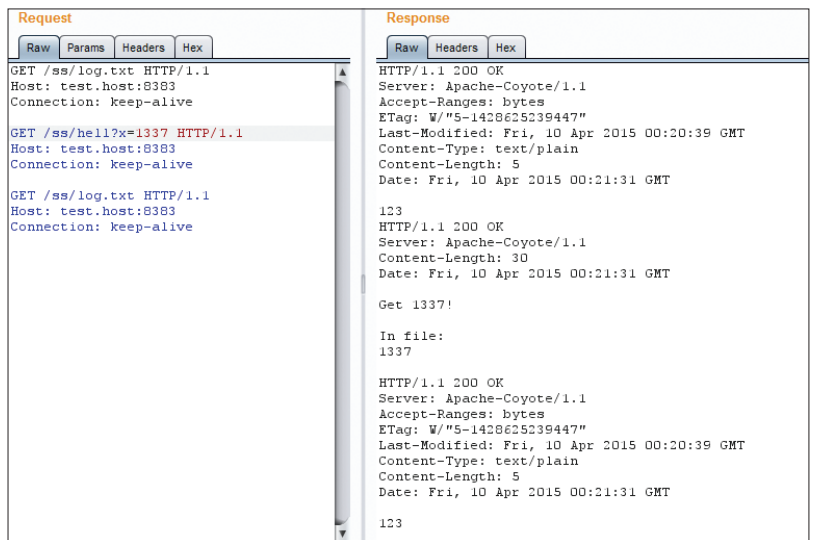 Request
Raw Params Headers Hex
GET /ss/log.txt HTTP/1.1
Host: test.host:8383
Connection: keep-alive
GET /ss/hell?x=1337 HTTP/1.1
Host: test.host:8383
Connection: keep-alive
GET /ss/log.txt HTTP/1.1
Host: test.host:8383
Connection: keep-alive
Response
Raw Headers Hex
HTTP/1.1 200 OK
Server: Apache-Coyote/1.1
Accept-Ranges: bytes
ETag: W/"5-1428625239447"
Last-Modified: Fri, 10 Apr 2015 00:20:39 GMT
Content-Type: text/plain
Content-Length: 5
Date: Fri, 10 Apr 2015 00:21:31 GMT
123
HTTP/1.1 200 OK
Server: Apache-Coyote/1.1
Content-Length: 30
Date: Fri, 10 Apr 2015 00:21:31 GMT
Get 1337!
In file:
1337
HTTP/1.1 200 OK
Server: Apache-Coyote/1.1
Accept-Ranges: bytes
ETag: W/"5-1428625239447"
Last-Modified: Fri, 10 Apr 2015 00:20:39 GMT
Content-Type: text/plain
Content-Length: 5
Date: Fri, 10 Apr 2015 00:21:31 GMT
123